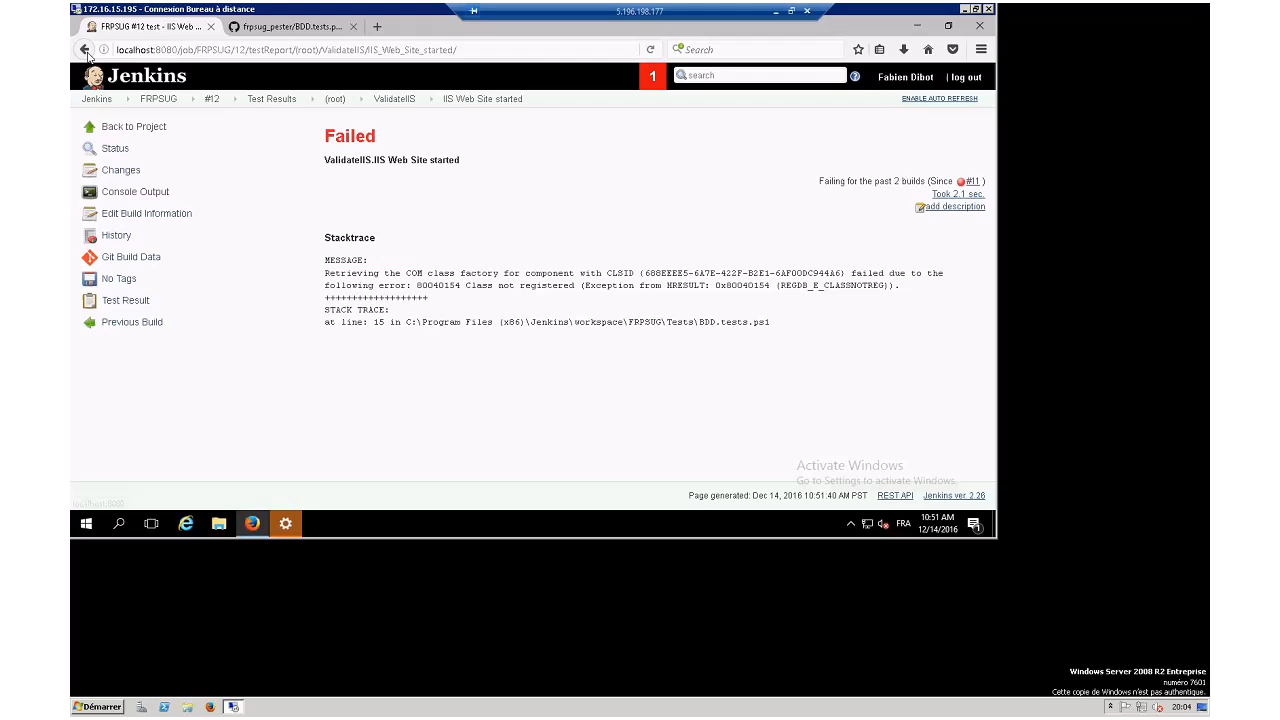 172.16.15.195 - Connexion Bureau à distance
5.196.198.177
FRPSUG #12 test - IIS Web ...
frpsug_pester/BDD.tests.p...
localhost:8080/job/FRPSUG/12/testReport/(root)/ValidateIIS/IIS_Web_Site_started/
Search
Jenkins
1
search
Fabien Dibot
| log out
Jenkins
FRPSUG
#12
Test Results
(root)
ValidateIIS
IIS Web Site started
ENABLE AUTO REFRESH
Back to Project
Status
Changes
Console Output
Edit Build Information
History
Git Build Data
No Tags
Test Result
Previous Build
Failed
ValidateIIS.IIS Web Site started
Failing for the past 2 builds (Since #11 )
Took 2.1 sec.
add description
Stacktrace
MESSAGE:
Retrieving the COM class factory for component with CLSID {688EEEE5-6A7E-422F-B2E1-6AF00DC944A6} failed due to the
following error: 80040154 Class not registered (Exception from HRESULT: 0x80040154 (REGDB_E_CLASSNOTREG)).
+++++++++++++++++++
STACK TRACE:
at line: 15 in C:\Program Files (x86)\Jenkins\workspace\FRPSUG\Tests\BDD.tests.ps1
Activate Windows
Go to Settings to activate Windows.
localhost:8080
Page generated: Dec 14, 2016 10:51:40 AM PST
REST API
Jenkins ver. 2.26
FRA
10:51 AM
12/14/2016
1
Windows Server 2008 R2 Entreprise
numéro 7601
Cette copie de Windows n'est pas authentique.
Démarrer
20:04